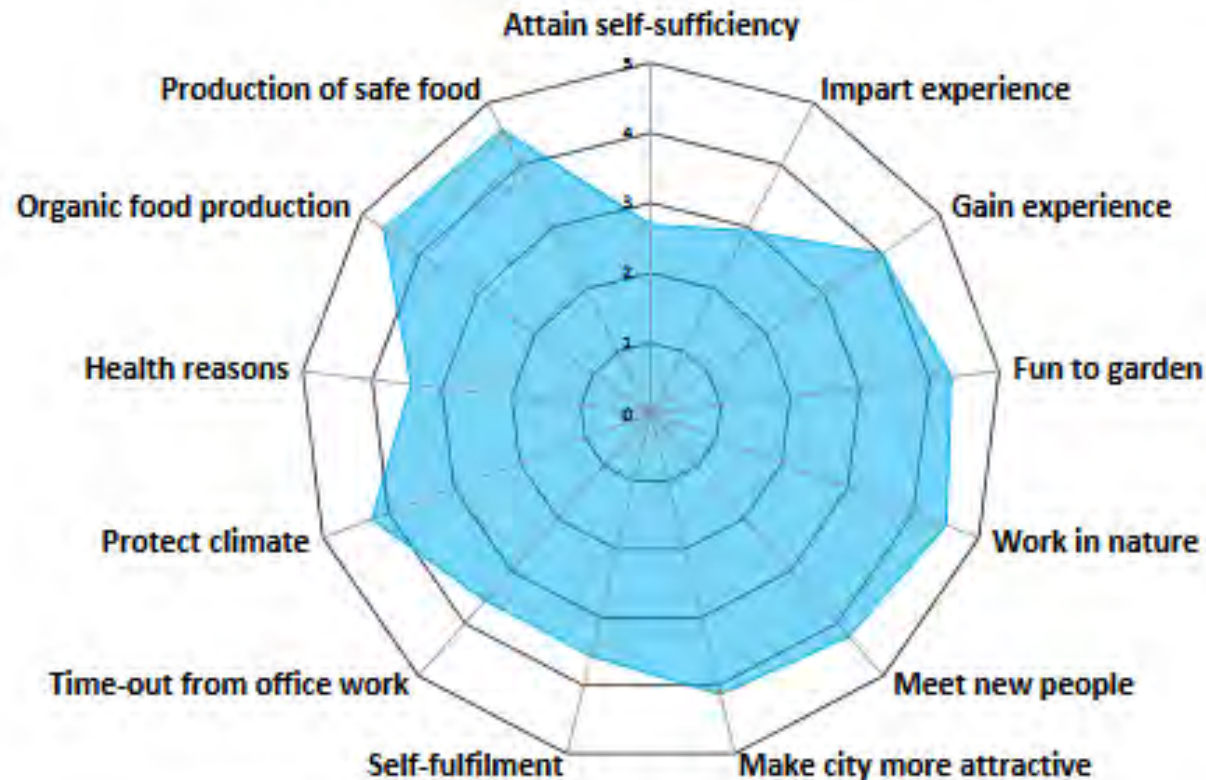 Attain self-sufficiency
5
Production of safe food
Impart experience
4
Organic food production
3
Gain experience
2
1
Health reasons
Fun to garden
0
Protect climate
Work in nature
Time-out from office work
Meet new people
Self-fulfilment
Make city more attractive